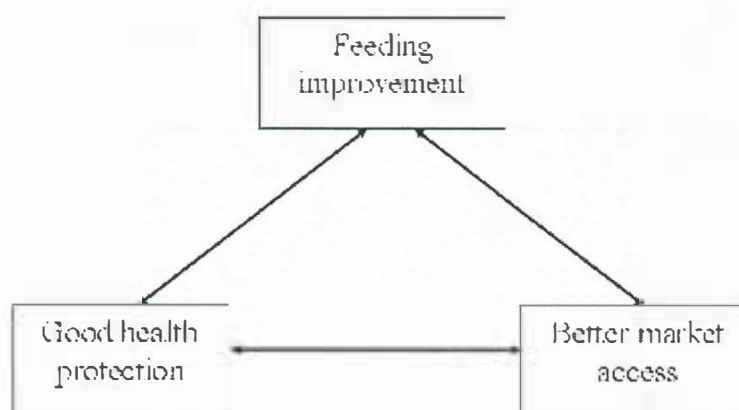 Feeding
improvement
Good health
protection
Better market
access